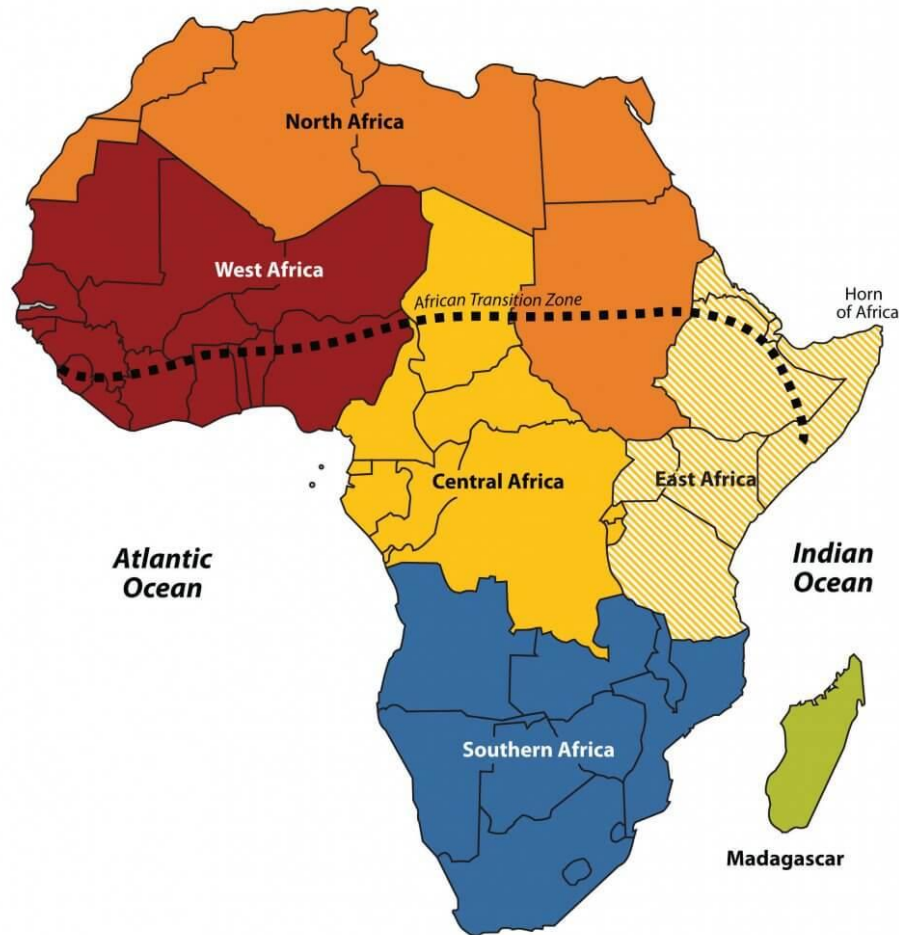 North Africa
West Africa
African Transition Zone
Horn
of Africa
Central Africa
East Africa
Atlantic
Ocean
Indian
Ocean
Southern Africa
Madagascar